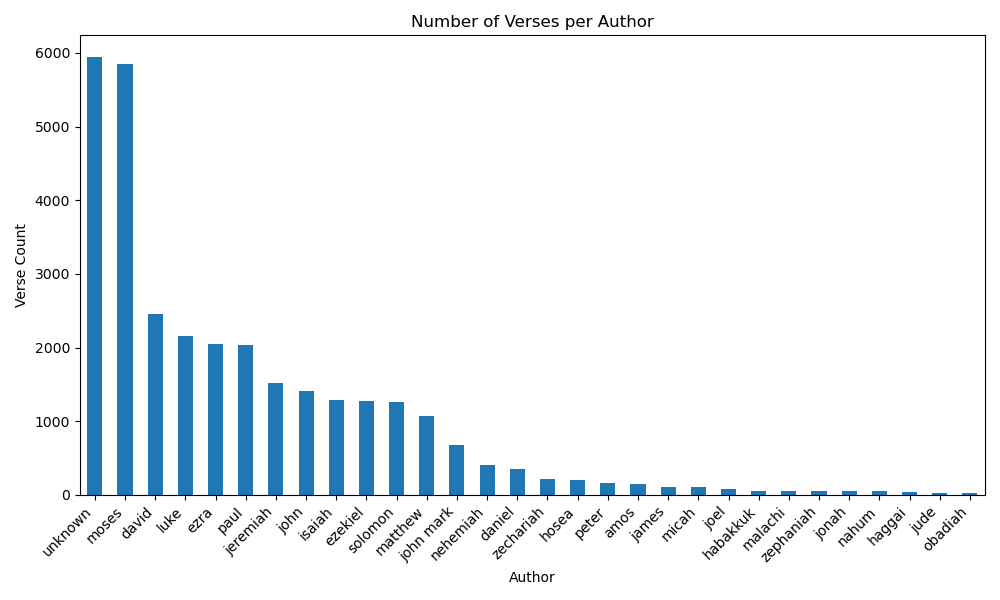 Number of Verses per Author
Verse Count
6000
5000
4000
3000
2000
1000
0
unknown
moses
david
luke
ezra
paul
jeremiah
john
isaiah
ezekiel
solomon
matthew
john mark
nehemiah
daniel
zechariah
hosea
peter
amos
james
micah
joel
habakkuk
malachi
zephaniah
jonah
nahum
haggai
jude
obadiah
Author